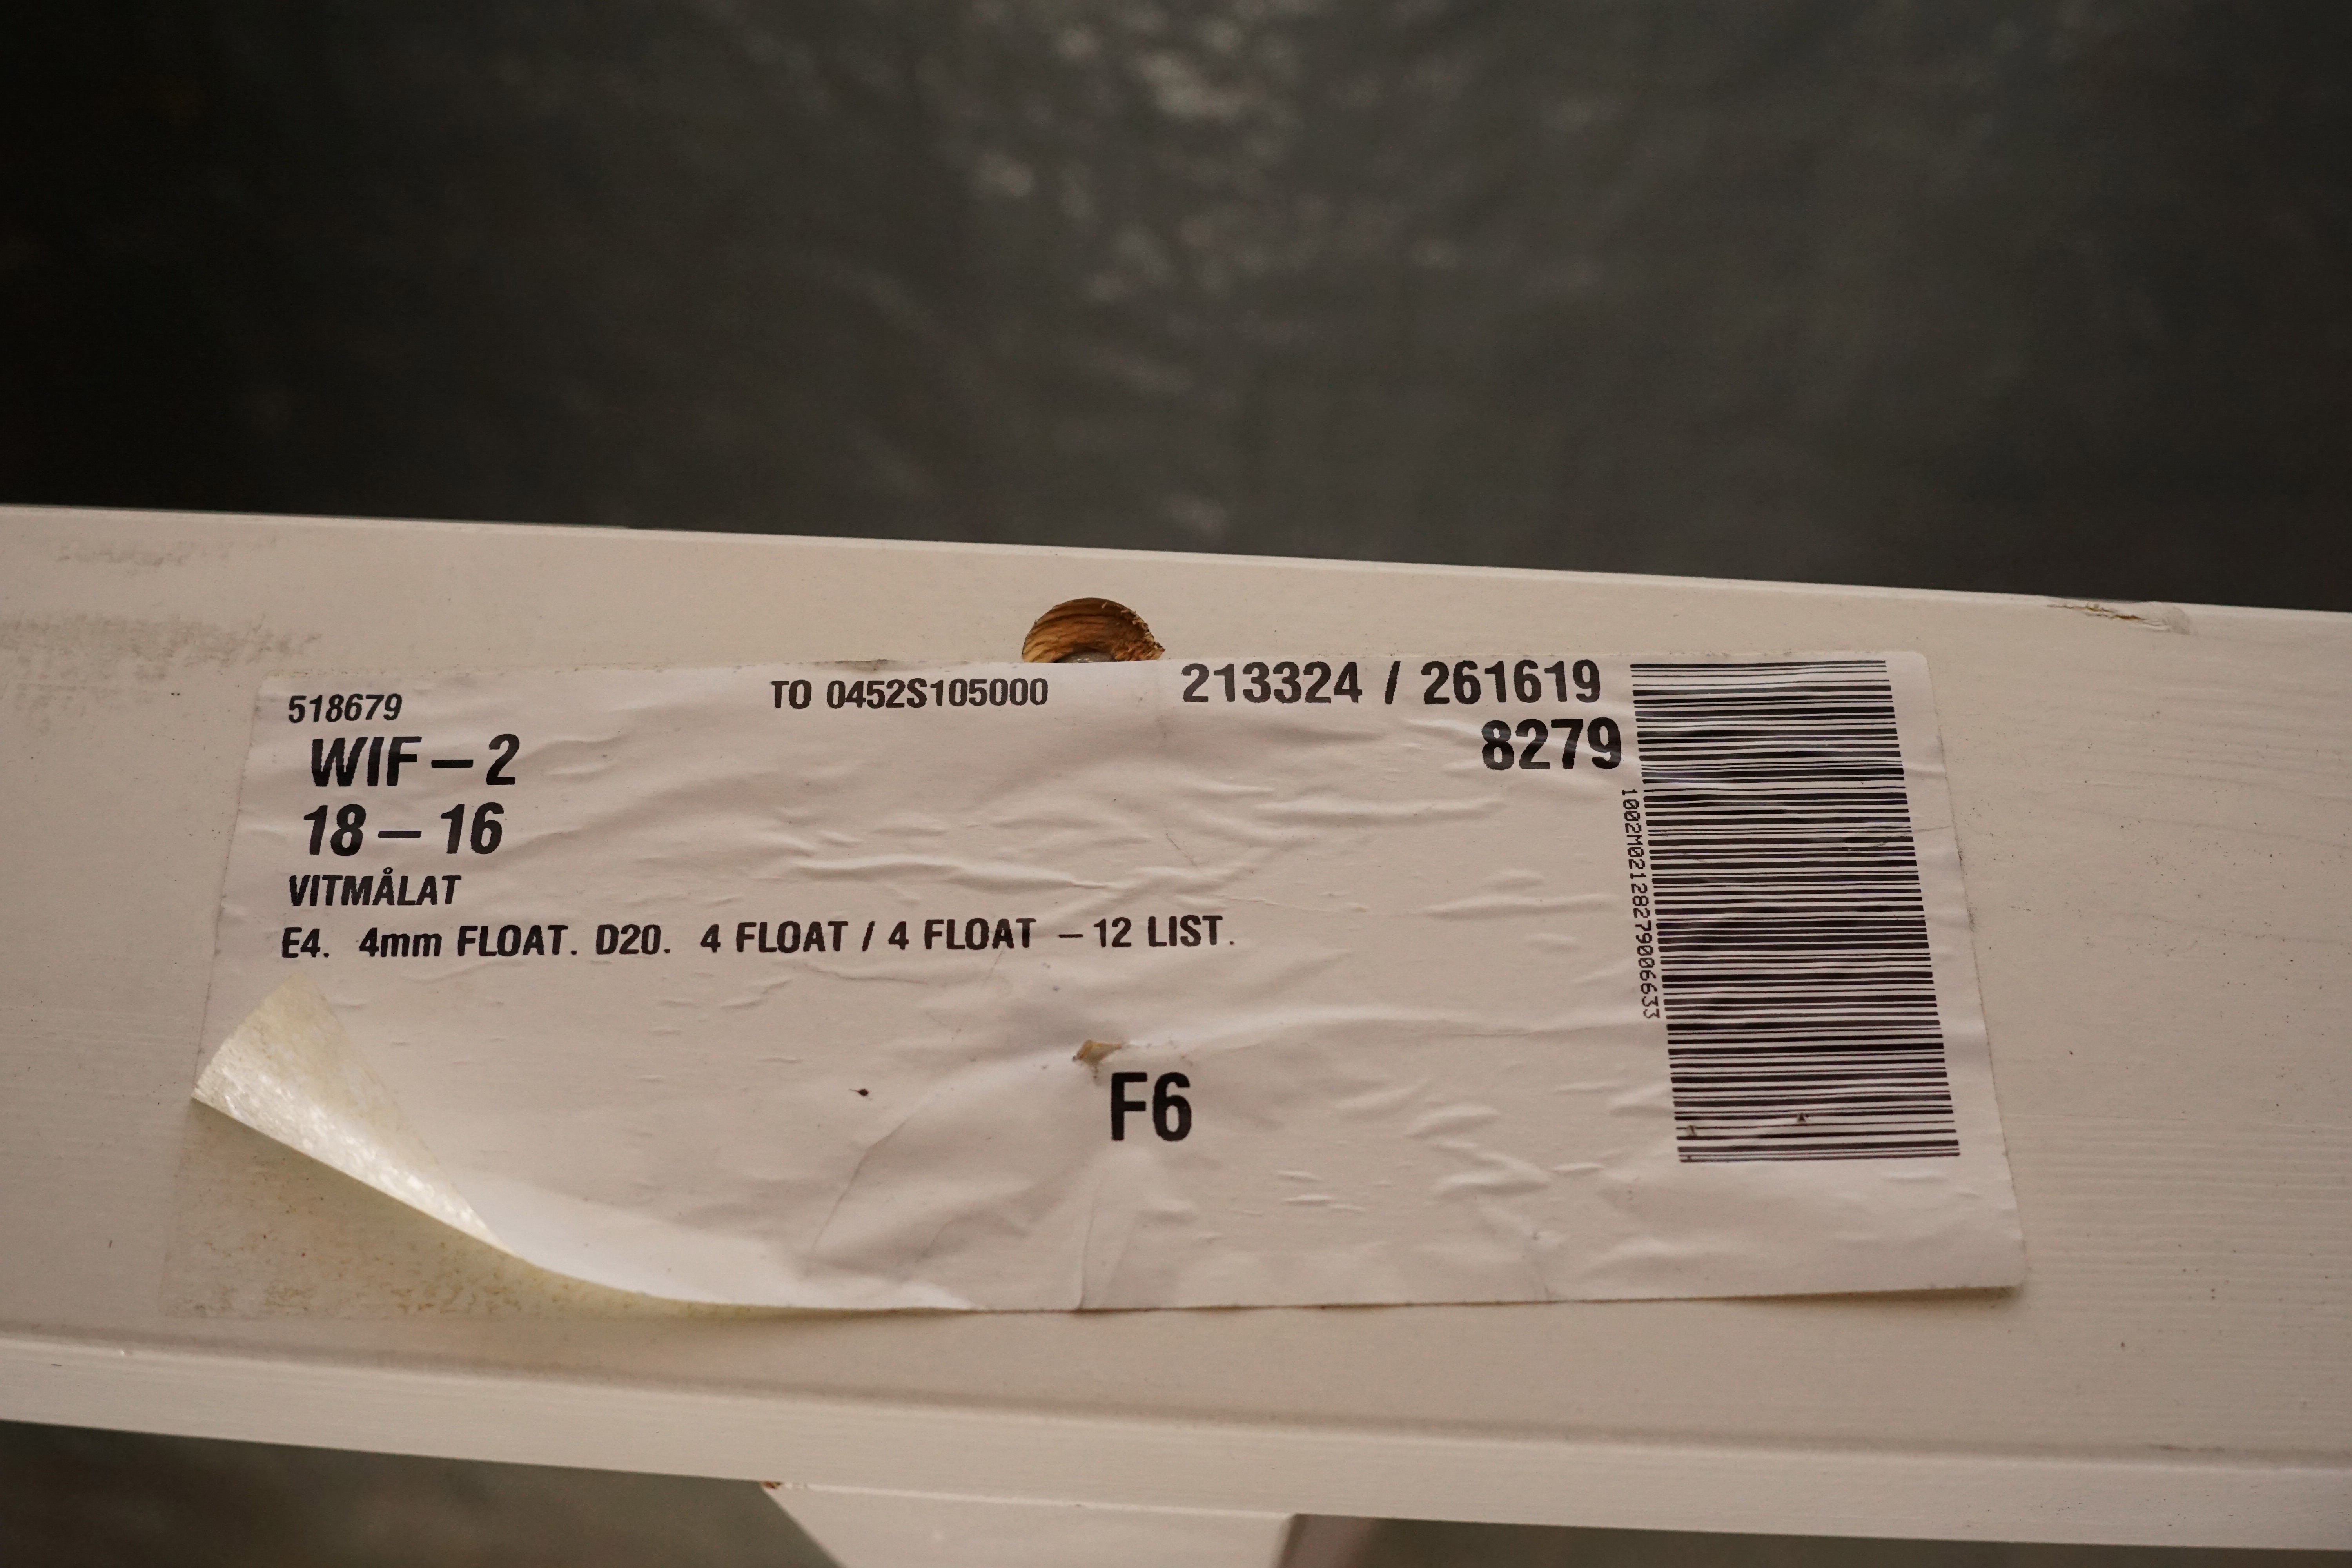 518679 TO 0452S105000 213324 / 261619
8279
WIF – 2
18 – 16
VITMÅLAT
E4. 4mm FLOAT. D20. 4 FLOAT / 4 FLOAT – 12 LIST.
F6
1002M02128279006633